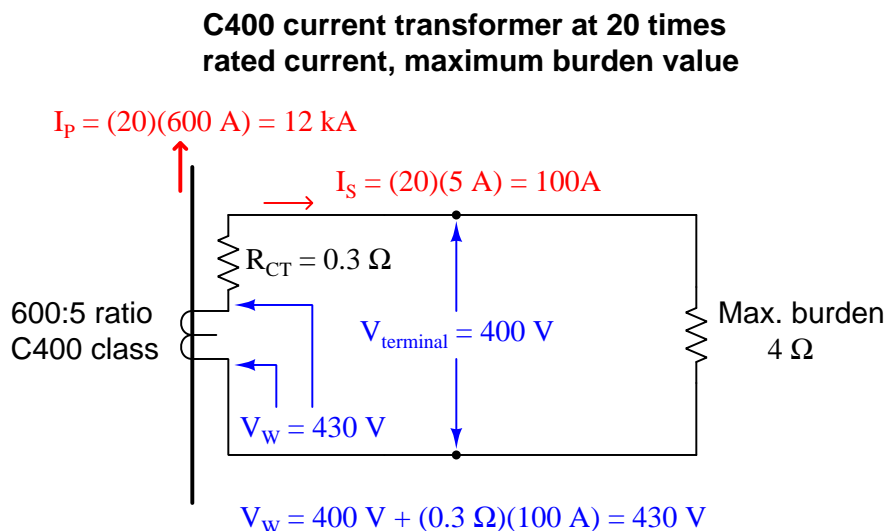 C400 current transformer at 20 times
rated current, maximum burden value
I_P = (20)(600 A) = 12 kA
I_S = (20)(5 A) = 100A
R_CT = 0.3 Ω
600:5 ratio
C400 class
V_terminal = 400 V
Max. burden
4 Ω
V_W = 430 V
V_W = 400 V + (0.3 Ω)(100 A) = 430 V